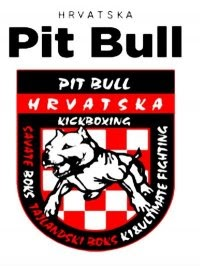 HRVATSKA
Pit Bull
PIT BULL
HRVATSKA
KICKBOXING
SAVATE BOKS
TAJLANDSKI BOKS
K1&ULTIMATE FIGHTING